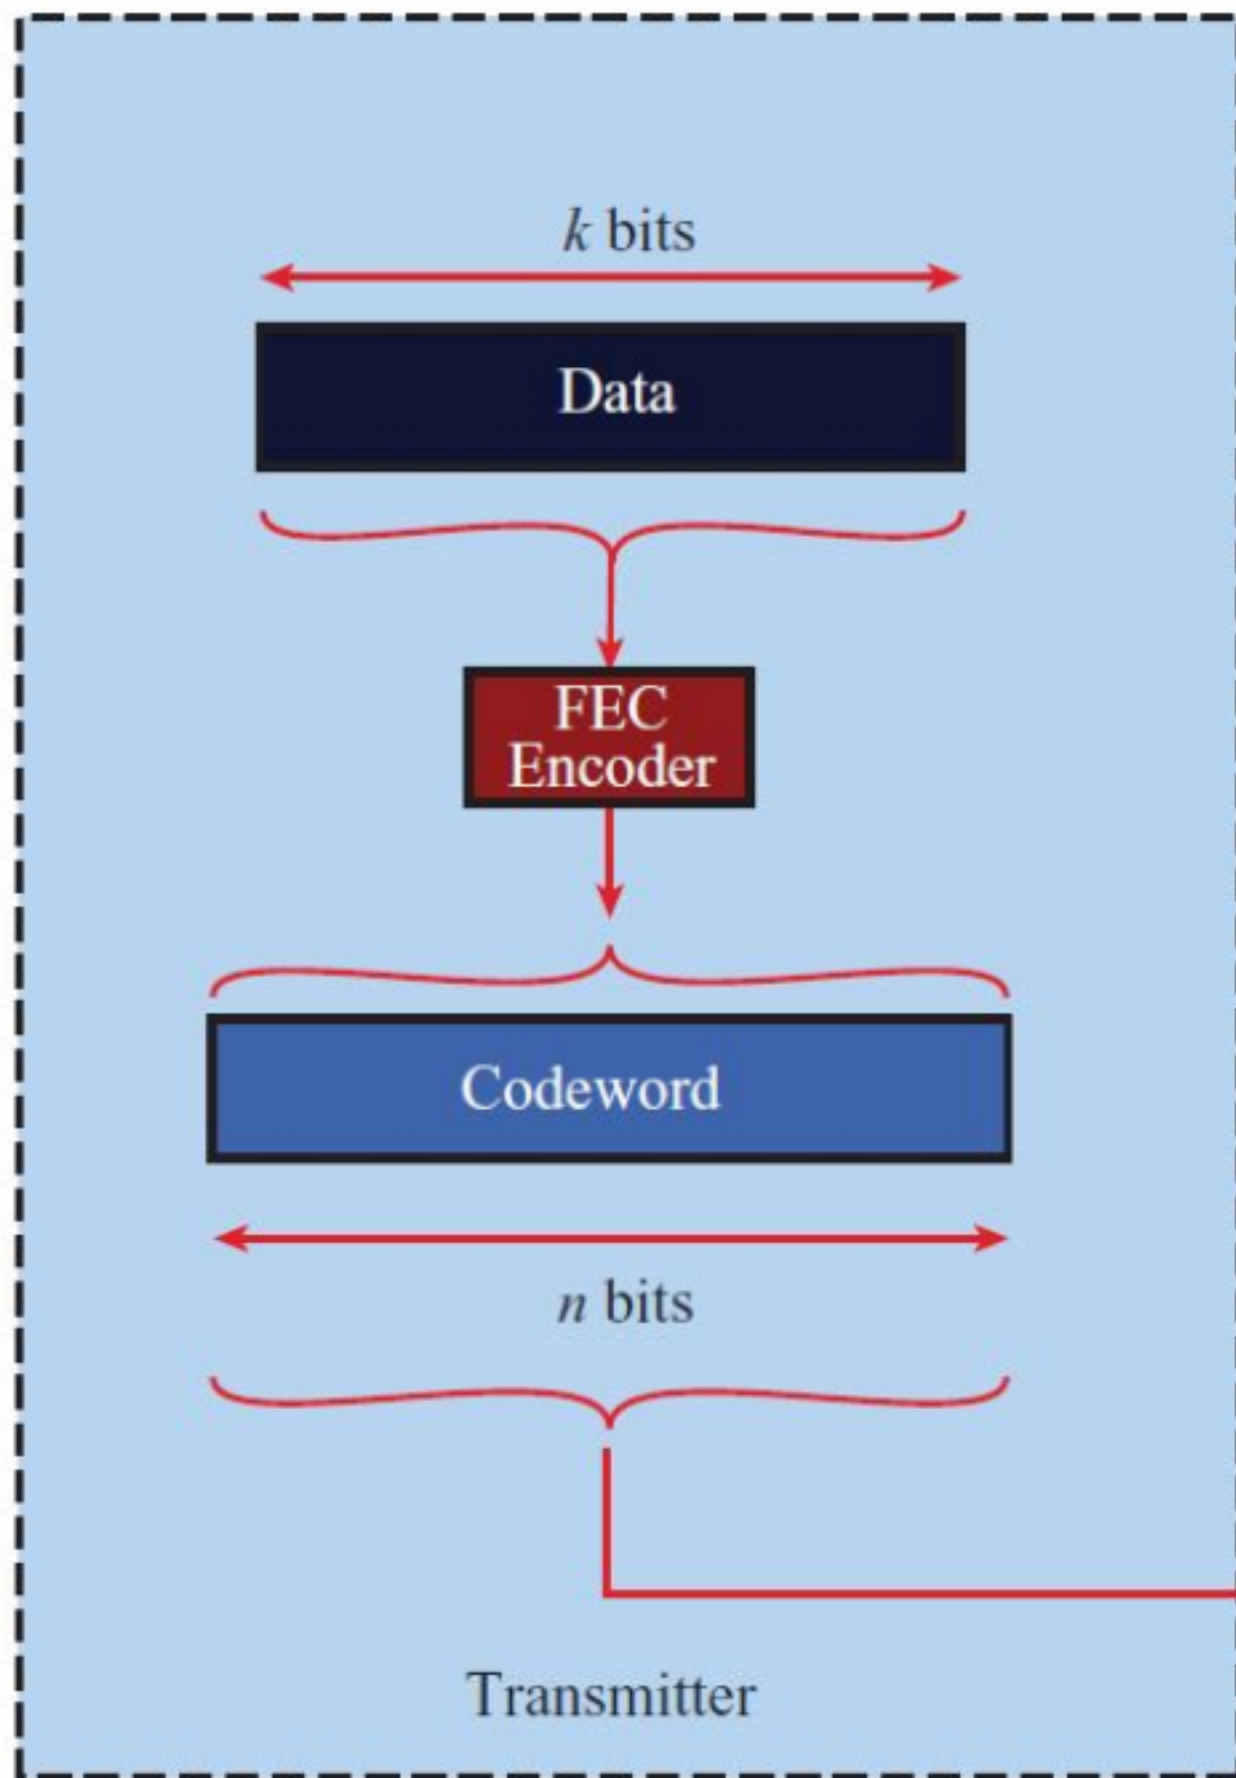 k bits
Data
FEC
Encoder
Codeword
n bits
Transmitter